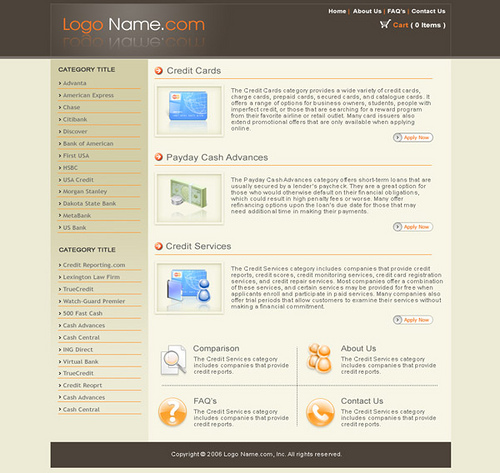 Logo Name.com
Home | About Us | FAQ's | Contact Us
Cart ( 0 Items )
CATEGORY TITLE
Advanta
American Express
Chase
Citibank
Discover
Bank of American
First USA
HSBC
USA Credit
Morgan Stanley
Dakota State Bank
MetaBank
US Bank
CATEGORY TITLE
Credit Reporting.com
Lexington Law Firm
TrueCredit
Watch-Guard Premier
500 Fast Cash
Cash Advances
Cash Central
ING Direct
Virtual Bank
TrueCredit
Credit Reoprt
Cash Advances
Cash Central
Credit Cards
The Credit Cards category provides a wide variety of credit cards,
charge cards, prepaid cards, secured cards, and catalogue cards. It
offers a range of options for business owners, students, people with
imperfect credit, or those that are searching for a reward program
from their favorite airline or retail outlet. Many card issuers also
extend promotional offers that are only available when applying
online.
Apply Now
Payday Cash Advances
The Payday Cash Advances category offers short-term loans that are
usually secured by a lender's paycheck. They are a great option for
those who would otherwise default on their financial obligations,
which could result in high penalty fees or worse. Many offer
refinancing options upon the loan's due date for those that may
need additional time in making their payments.
Apply Now
Credit Services
The Credit Services category includes companies that provide credit
reports, credit scores, credit monitoring services, credit card registration
services, and credit repair services. Most companies offer a combination
of these services, and certain services may be provided for free when
applicants enroll and participate in paid services. Many companies also
offer trial periods that allow customers to examine their services without
making a financial commitment.
Apply Now
Comparison
The Credit Services category
includes companies that provide
credit reports.
About Us
The Credit Services category
includes companies that provide
credit reports.
FAQ's
The Credit Services category
includes companies that provide
credit reports.
Contact Us
The Credit Services category
includes companies that provide
credit reports.
Copyright © 2006 Logo Name.com, Inc. All rights reserved.